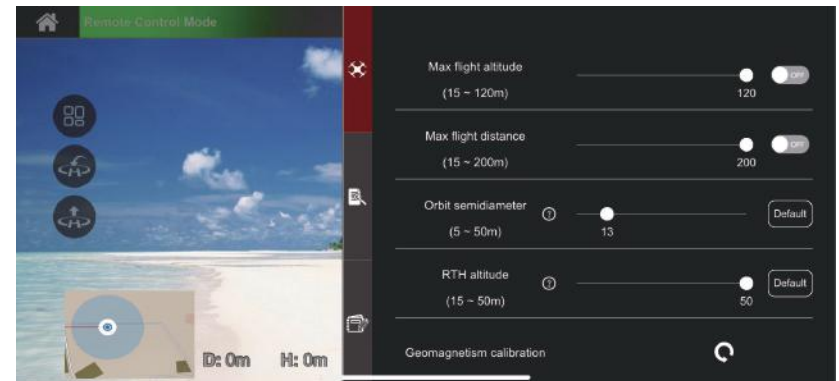 Remote Control Mode
Max flight altitude
(15 ~ 120m)
120
OFF
Max flight distance
(15 ~ 200m)
200
OFF
Orbit semidiameter
(5 ~ 50m)
?
13
Default
RTH altitude
(15 ~ 50m)
?
50
Default
Geomagnetism calibration
D: 0m
H: 0m